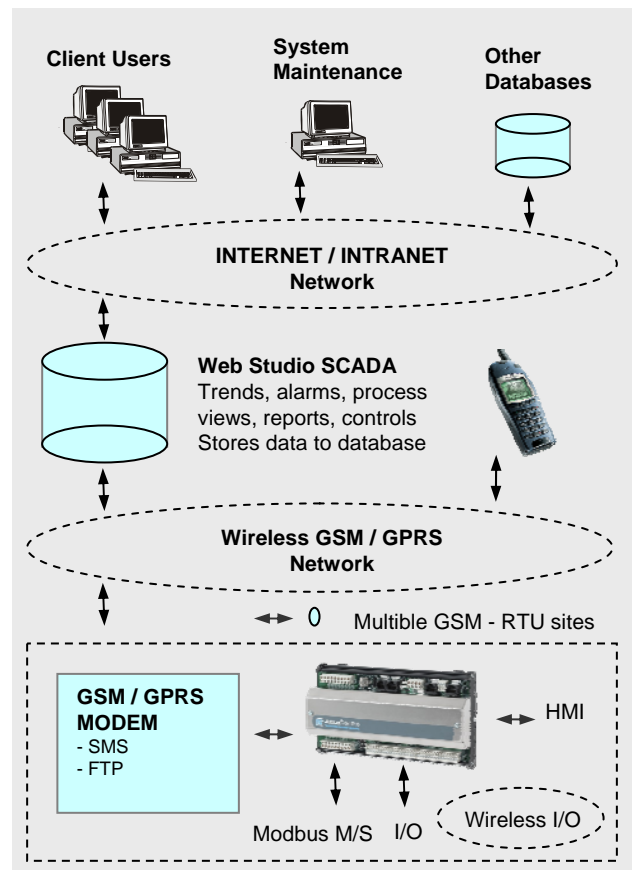 Client Users
System
Maintenance
Other
Databases
INTERNET / INTRANET
Network
Web Studio SCADA
Trends, alarms, process
views, reports, controls
Stores data to database
Wireless GSM / GPRS
Network
Multible GSM - RTU sites
GSM / GPRS
MODEM
- SMS
- FTP
HMI
Modbus M/S
I/O
Wireless I/O